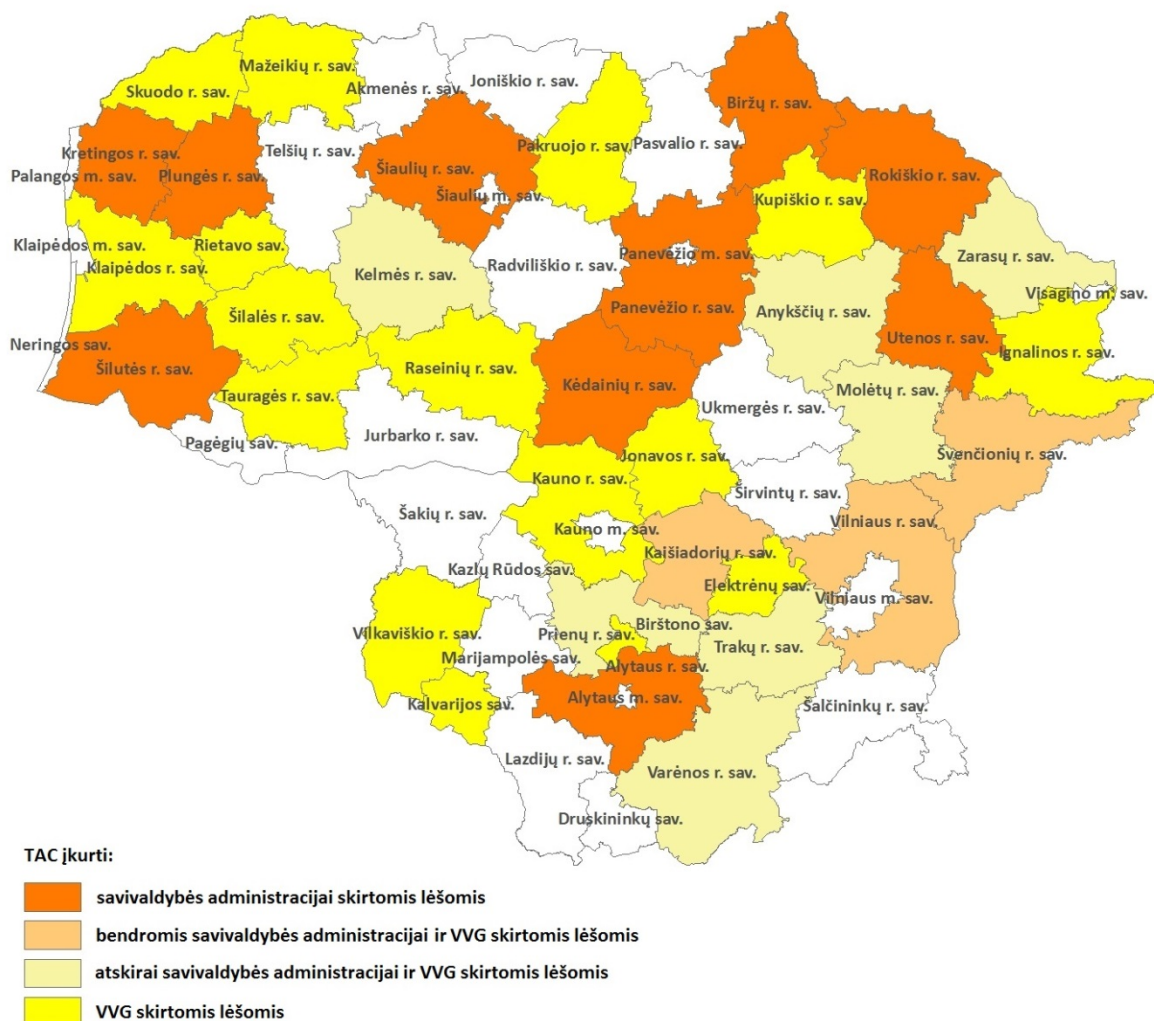 Mažeikių r. sav.
Skuodo r. sav.
Akmenės r. sav.
Joniškio r. sav.
Biržų r. sav.
Kretingos r. sav.
Telšių r. sav.
Pakruojo r. sav.
Pasvalio r. sav.
Palangos m. sav.
Plungės r. sav.
Šiaulių r. sav.
Rokiškio r. sav.
Šiaulių m. sav.
Kupiškio r. sav.
Klaipėdos m. sav.
Rietavo sav.
Klaipėdos r. sav.
Kelmės r. sav.
Radviliškio r. sav.
Panevėžio m. sav.
Zarasų r. sav.
Visagino m. sav.
Šilalės r. sav.
Panevėžio r. sav.
Anykščių r. sav.
Neringos sav.
Utenos r. sav.
Ignalinos r. sav.
Šilutės r. sav.
Raseinių r. sav.
Kėdainių r. sav.
Tauragės r. sav.
Molėtų r. sav.
Ukmergės r. sav.
Pagėgių sav.
Jurbarko r. sav.
Jonavos r. sav.
Švenčionių r. sav.
Kauno r. sav.
Širvintų r. sav.
Šakių r. sav.
Vilniaus r. sav.
Kauno m. sav.
Kaišiadorių r. sav.
Kazlų Rūdos sav.
Elektrėnų sav.
Vilniaus m. sav.
Vilkaviškio r. sav.
Prienų r. sav.
Birštono sav.
Trakų r. sav.
Marijampolės sav.
Alytaus r. sav.
Kalvarijos sav.
Alytaus m. sav.
Šalčininkų r. sav.
Lazdijų r. sav.
Varėnos r. sav.
Druskininkų sav.
TAC įkurti:
savivaldybės administracijai skirtomis lėšomis
bendromis savivaldybės administracijai ir VVG skirtomis lėšomis
atskirai savivaldybės administracijai ir VVG skirtomis lėšomis
VVG skirtomis lėšomis